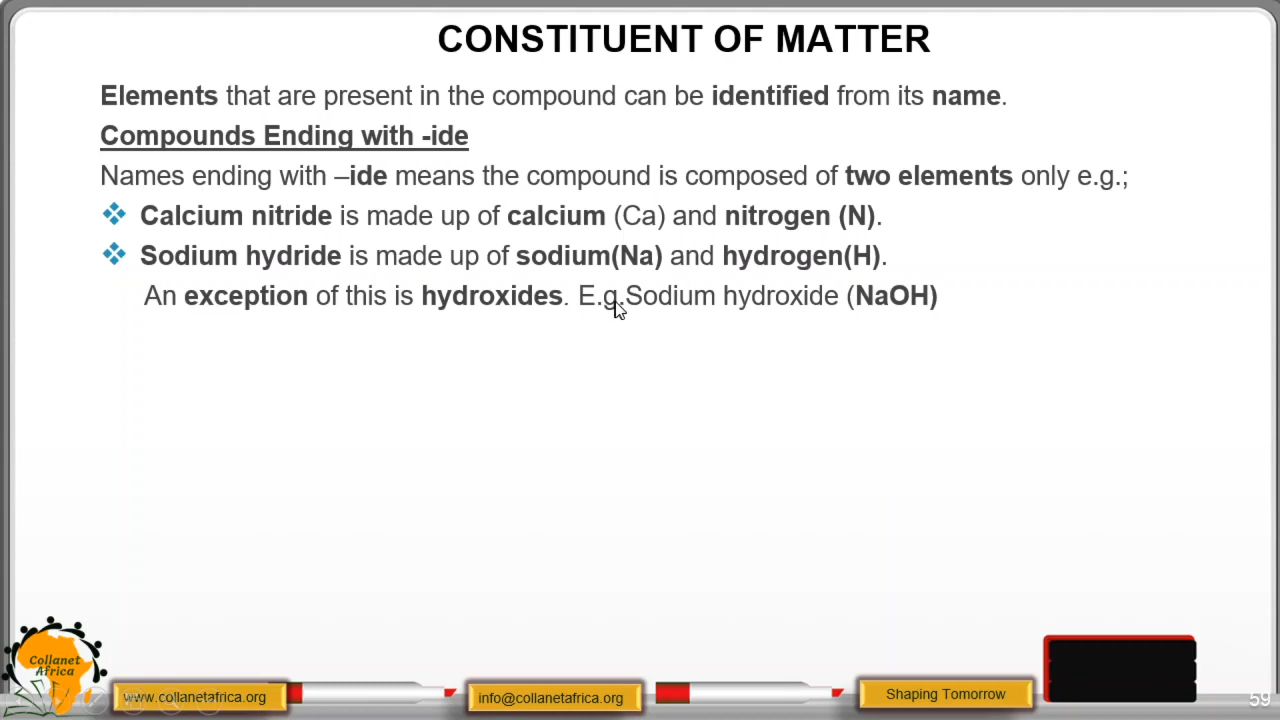 CONSTITUENT OF MATTER
Elements that are present in the compound can be identified from its name.
Compounds Ending with -ide
Names ending with –ide means the compound is composed of two elements only e.g.;
Calcium nitride is made up of calcium (Ca) and nitrogen (N).
Sodium hydride is made up of sodium(Na) and hydrogen(H).
An exception of this is hydroxides. E.g.Sodium hydroxide (NaOH)
Collanet
Africa
www.collanetafrica.org
info@collanetafrica.org
Shaping Tomorrow
59